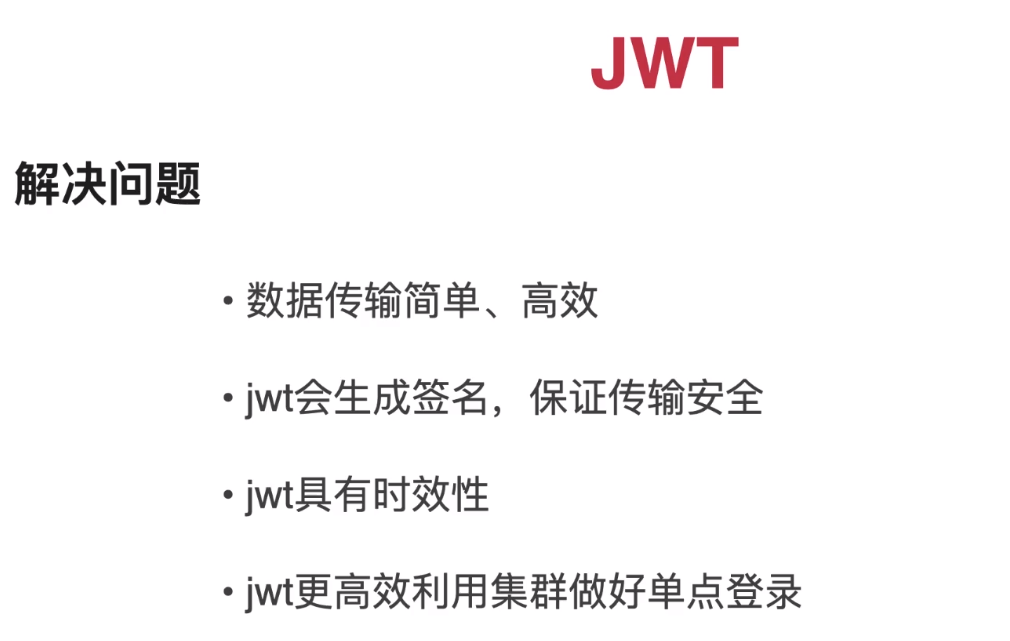 JWT
解决问题
• 数据传输简单、高效
• jwt会生成签名，保证传输安全
• jwt具有时效性
• jwt更高效利用集群做好单点登录